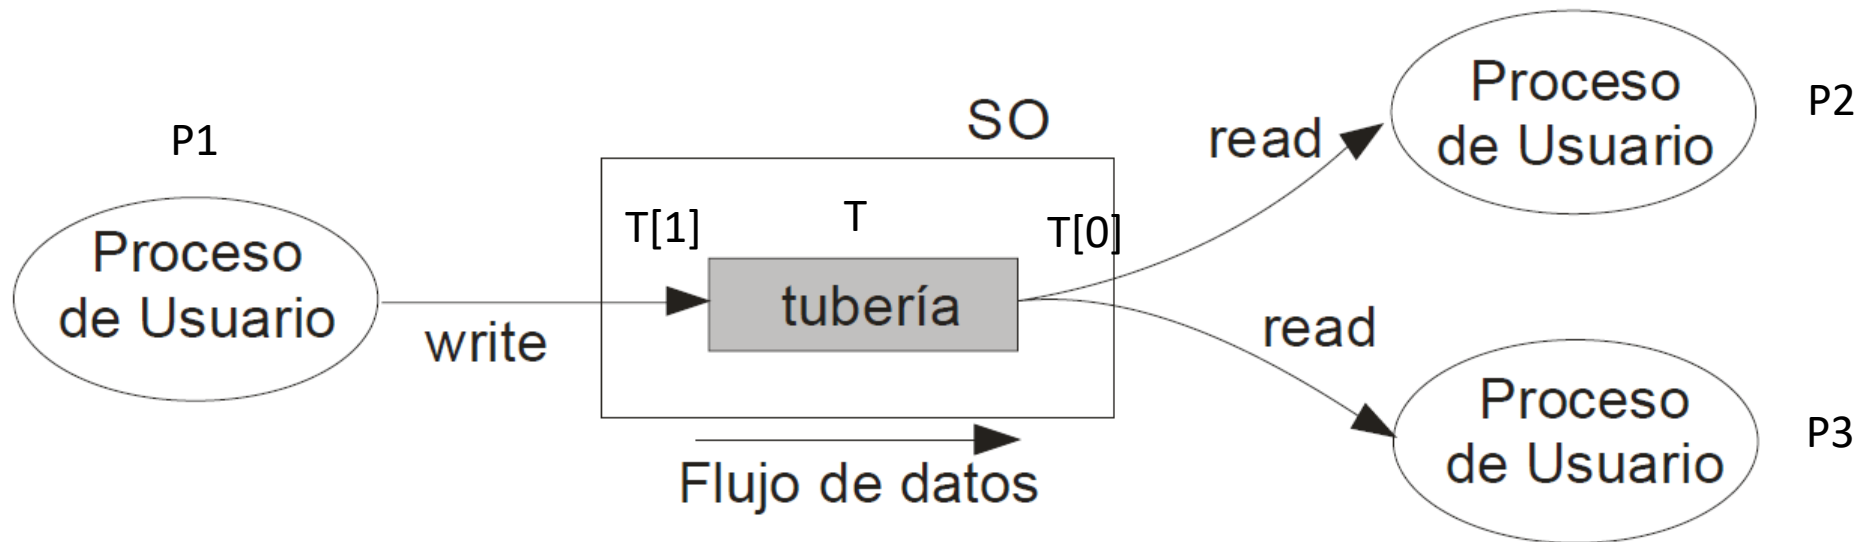 P1
Proceso
de Usuario
write
SO
T[1]
T
T[0]
tubería
Flujo de datos
read
Proceso
de Usuario
P2
read
Proceso
de Usuario
P3